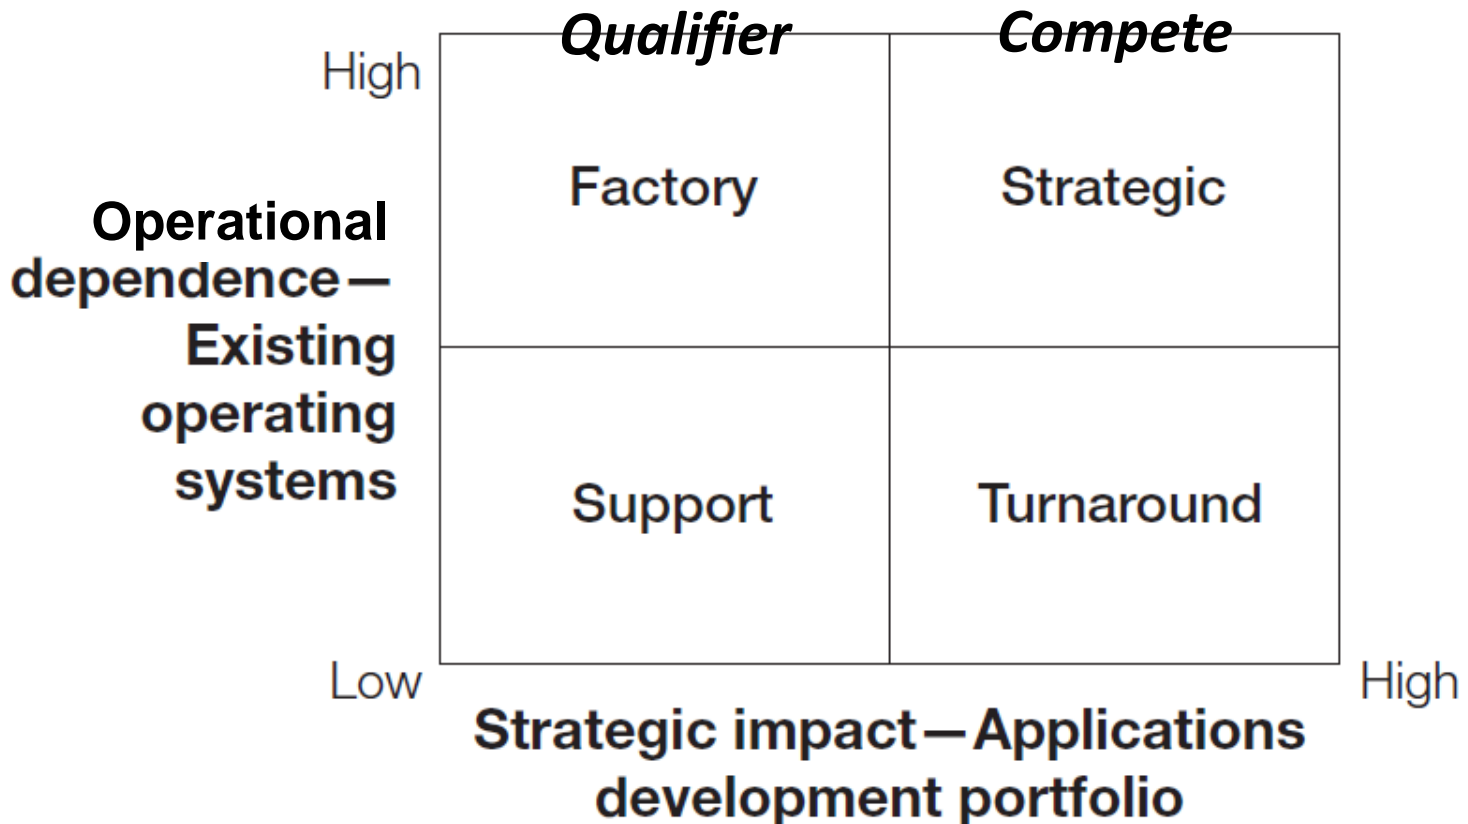 Qualifier Compete
High
Factory Strategic
Operational
dependence—
Existing
operating
systems
Support Turnaround
Low High
Strategic impact—Applications
development portfolio